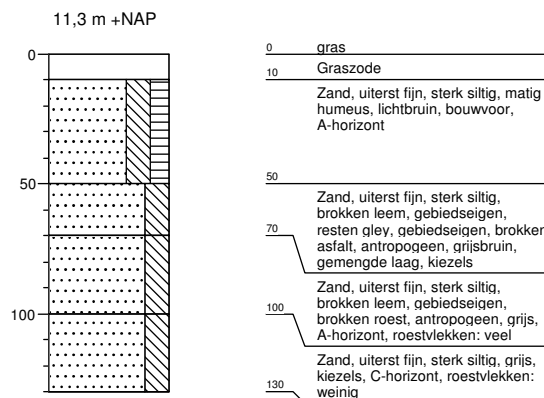 11,3 m +NAP
0
50
100
0
gras
10
Graszode
Zand, uiterst fijn, sterk siltig, matig
humeus, lichtbruin, bouwvoor,
A-horizont
50
Zand, uiterst fijn, sterk siltig,
brokken leem, gebiedseigen,
resten gley, gebiedseigen, brokken
asfalt, antropogeen, grijsbruin,
gemengde laag, kiezels
70
Zand, uiterst fijn, sterk siltig,
brokken leem, gebiedseigen,
brokken roest, antropogeen, grijs,
A-horizont, roestvlekken: veel
100
Zand, uiterst fijn, sterk siltig, grijs,
kiezels, C-horizont, roestvlekken:
weinig
130